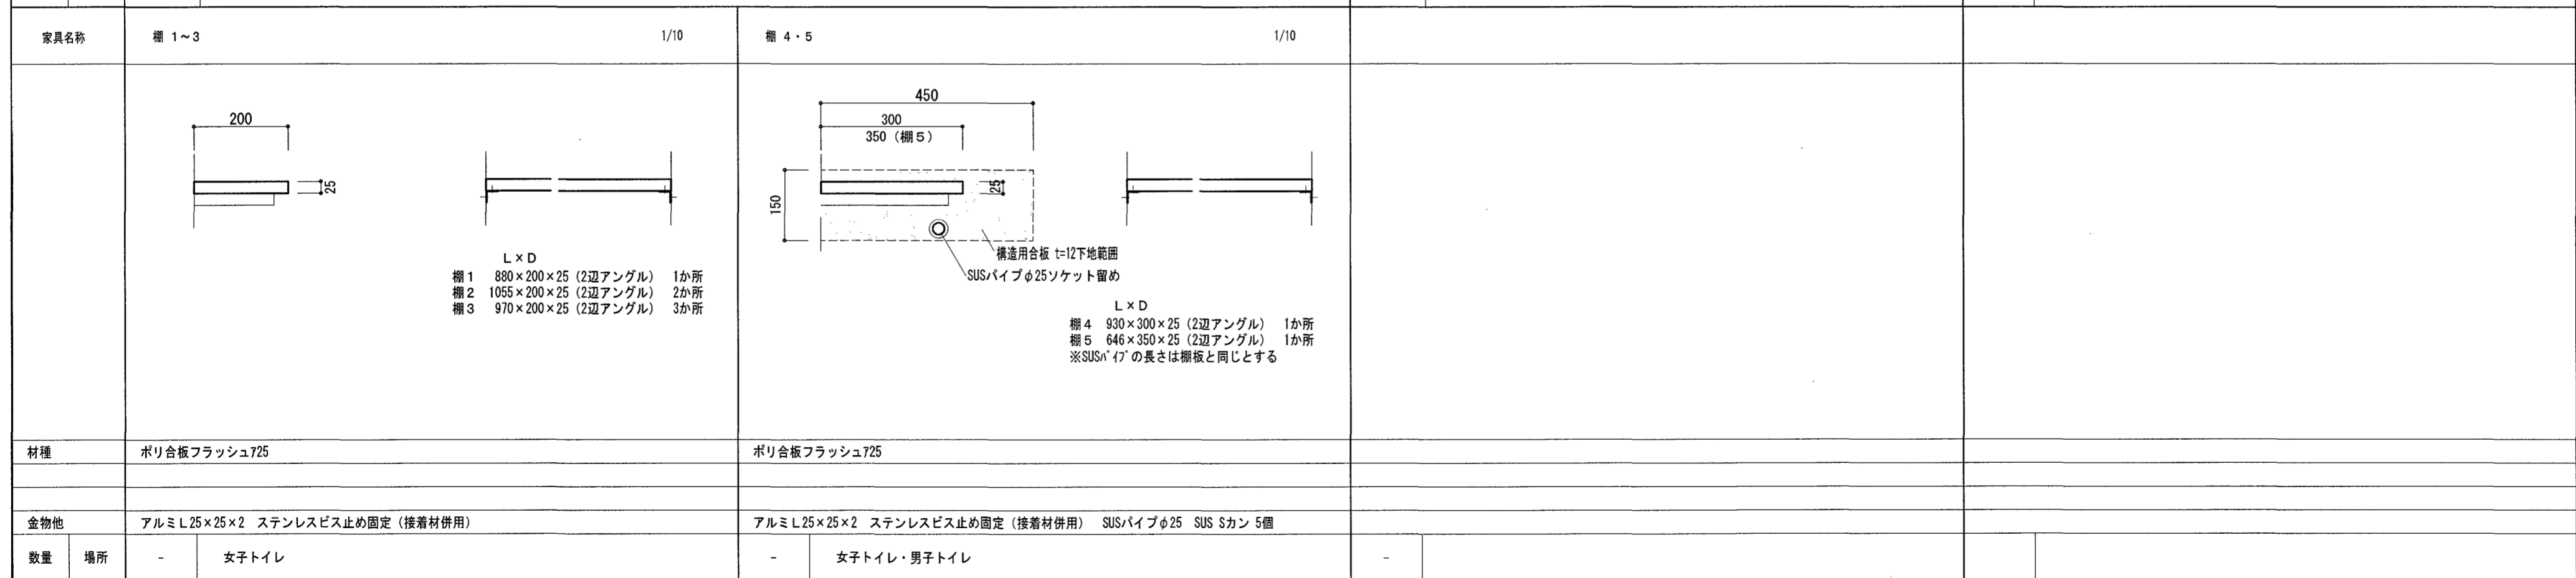 家具名称
棚 1～3 1/10
棚 4・5 1/10
200
25
L×D
棚1 880×200×25（2辺アングル） 1か所
棚2 1055×200×25（2辺アングル） 2か所
棚3 970×200×25（2辺アングル） 3か所
450
300
350（棚5）
25
150
構造用合板 t=12下地範囲
SUSパイプφ25ソケット留め
L×D
棚4 930×300×25（2辺アングル） 1か所
棚5 646×350×25（2辺アングル） 1か所
※SUSﾊﾟｲﾌﾟの長さは棚板と同じとする
材種
ポリ合板フラッシュｱ25
ポリ合板フラッシュｱ25
金物他
アルミL25×25×2 ステンレスビス止め固定（接着材併用）
アルミL25×25×2 ステンレスビス止め固定（接着材併用） SUSパイプφ25 SUS Sカン 5個
数量 場所
- 女子トイレ
- 女子トイレ・男子トイレ
-